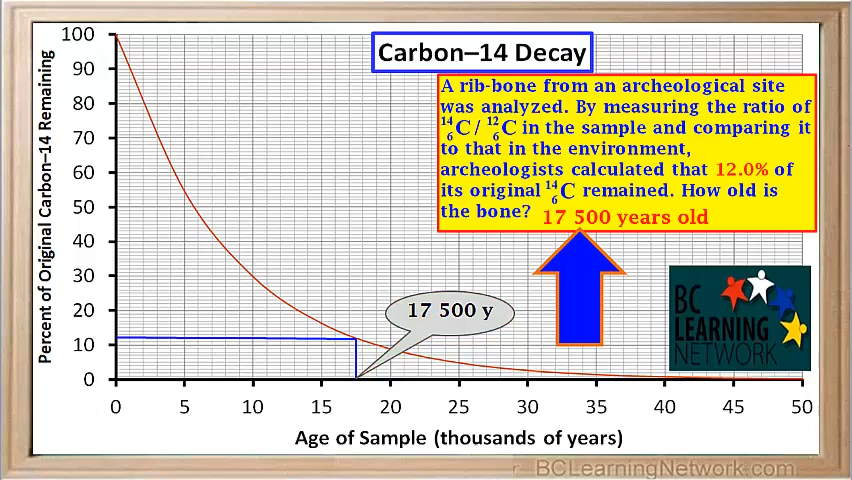 Carbon–14 Decay
A rib-bone from an archeological site
was analyzed. By measuring the ratio of
¹⁴₆C / ¹²₆C in the sample and comparing it
to that in the environment,
archeologists calculated that 12.0% of
its original ¹⁴₆C remained. How old is
the bone? 17 500 years old
Percent of Original Carbon–14 Remaining
100
90
80
70
60
50
40
30
20
10
0
17 500 y
BC
LEARNING
NETWORK
0 5 10 15 20 25 30 35 40 45 50
Age of Sample (thousands of years)
BCLearningNetwork.com